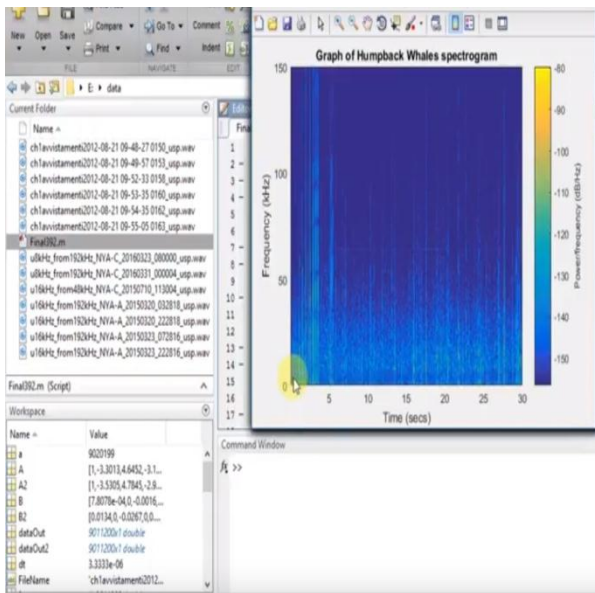 New
Open
Save
Compare
Print
Go To
Find
Comment
Indent
FILE
NAVIGATE
EDIT
E: ▸ data
Current Folder
Name
ch1avvistamenti2012-08-21 09-48-27 0150_usp.wav
ch1avvistamenti2012-08-21 09-49-57 0153_usp.wav
ch1avvistamenti2012-08-21 09-52-33 0158_usp.wav
ch1avvistamenti2012-08-21 09-53-35 0160_usp.wav
ch1avvistamenti2012-08-21 09-54-35 0162_usp.wav
ch1avvistamenti2012-08-21 09-55-05 0163_usp.wav
Final392.m
u8kHz_from192kHz_NYA-C_20160323_080000_usp.wav
u8kHz_from192kHz_NYA-C_20160331_000004_usp.wav
u16kHz_from48kHz_NYA-C_20150710_113004_usp.wav
u16kHz_from192kHz_NYA-A_20150320_032818_usp.wav
u16kHz_from192kHz_NYA-A_20150320_222818_usp.wav
u16kHz_from192kHz_NYA-A_20150323_072816_usp.wav
u16kHz_from192kHz_NYA-A_20150323_222816_usp.wav
Final392.m (Script)
Workspace
Name Value
a 9020199
A [1,-3.3013,4.6452,-3.1...
A2 [1,-3.5305,4.7845,-2.9...
B [7.8078e-04,0,-0.0016,...
B2 [0.0134,0,-0.0267,0,0....
dataOut 9011200x1 double
dataOut2 9011200x1 double
dt 3.3333e-06
FileName 'ch1avvistamenti2012...
Edito
Fina
1
2
3
4
5
6
7
8
9
10
11
12
13
14
15
16
17
Graph of Humpback Whales spectrogram
150
100
50
0
Frequency (kHz)
5 10 15 20 25 30
Time (secs)
-80
-90
-100
-110
-120
-130
-140
-150
Power/frequency (dB/Hz)
Command Window
fx >>